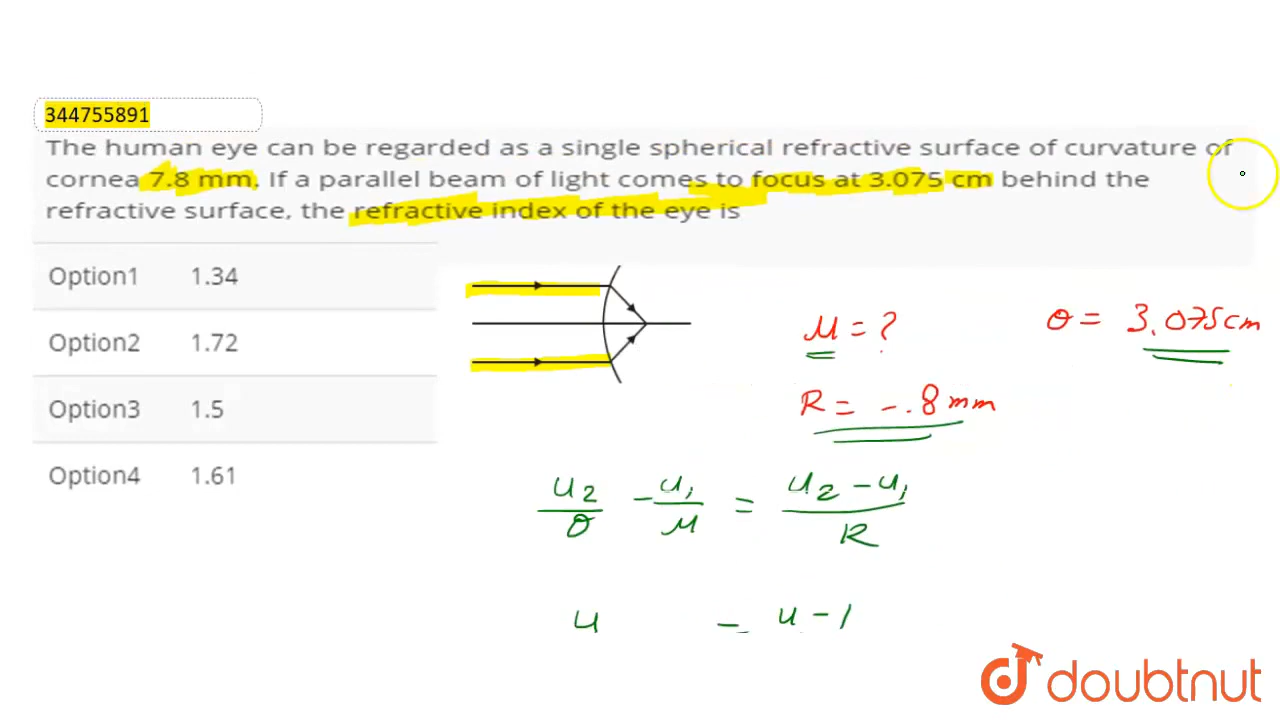 344755891
The human eye can be regarded as a single spherical refractive surface of curvature of
cornea 7.8 mm. If a parallel beam of light comes to focus at 3.075 cm behind the
refractive surface, the refractive index of the eye is
Option1 1.34
Option2 1.72
Option3 1.5
Option4 1.61
μ = ?
θ = 3.075 cm
R = -.8 mm
u2/θ - u1/μ = u2 - u1/R
u = u - 1
doubtnut